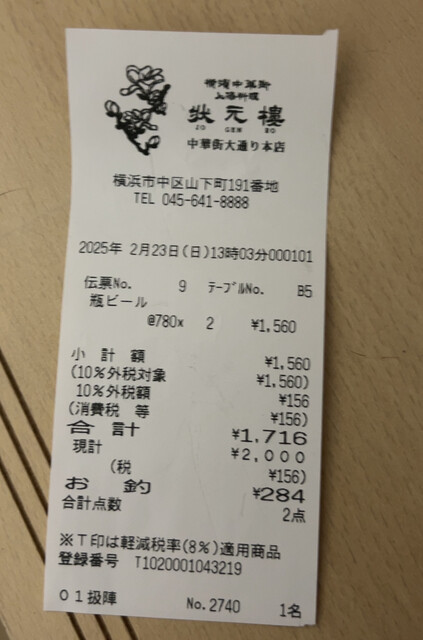 横濱中華街
上海料理
状元樓
JO GEN RO
中華街大通り本店
横浜市中区山下町191番地
TEL 045-641-8888
2025年 2月23日(日)13時03分000101
伝票No. 9 ﾃｰﾌﾞﾙNo. B5
瓶ビール
@780x 2 ¥1,560
小 計 額 ¥1,560
(10%外税対象 ¥1,560)
10%外税額 ¥156
(消費税 等 ¥156)
合 計 ¥1,716
現計 ¥2,000
(税 ¥156)
お 釣 ¥284
合計点数 2点
※T印は軽減税率(8%)適用商品
登録番号 T1020001043219
01扱陣 No.2740 1名